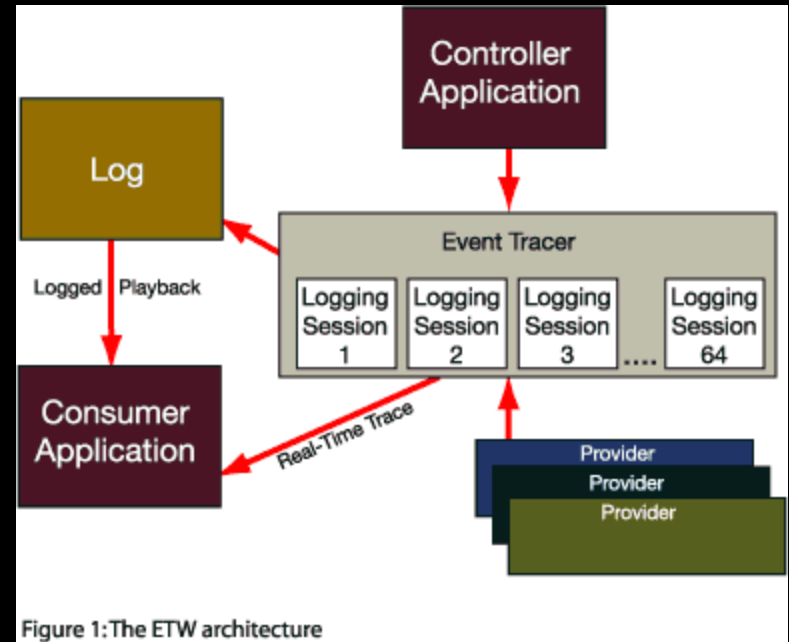 Controller
Application
Log
Event Tracer
Logging
Session
1
Logging
Session
2
Logging
Session
3
....
Logging
Session
64
Logged Playback
Consumer
Application
Real-Time Trace
Provider
Provider
Provider
Figure 1: The ETW architecture